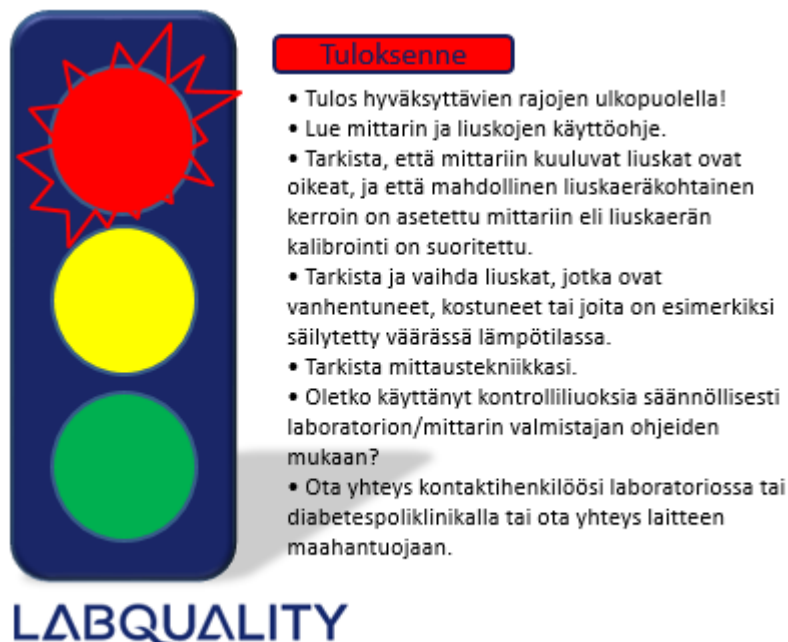 Tuloksenne
• Tulos hyväksyttävien rajojen ulkopuolella!
• Lue mittarin ja liuskojen käyttöohje.
• Tarkista, että mittariin kuuluvat liuskat ovat
oikeat, ja että mahdollinen liuskaeräkohtainen
kerroin on asetettu mittariin eli liuskaerän
kalibrointi on suoritettu.
• Tarkista ja vaihda liuskat, jotka ovat
vanhentuneet, kostuneet tai joita on esimerkiksi
säilytetty väärässä lämpötilassa.
• Tarkista mittaustekniikkasi.
• Oletko käyttänyt kontrolliliuoksia säännöllisesti
laboratorion/mittarin valmistajan ohjeiden
mukaan?
• Ota yhteys kontaktihenkilöösi laboratoriossa tai
diabetespoliklinikalla tai ota yhteys laitteen
maahantuojaan.
LABQUALITY